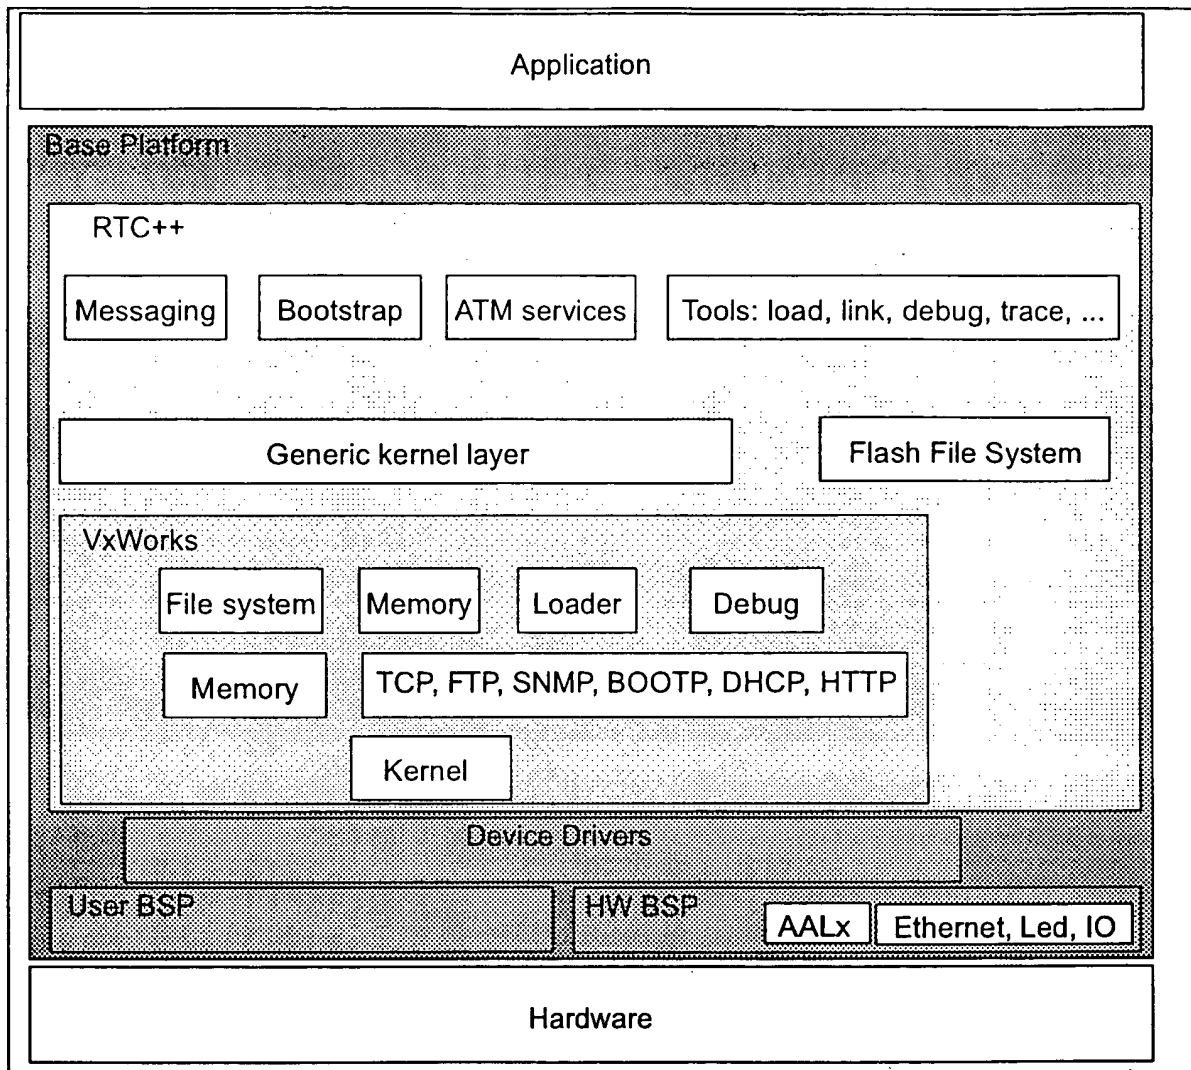 Application
Base Platform
RTC++
Messaging
Bootstrap
ATM services
Tools: load, link, debug, trace, ...
Generic kernel layer
Flash File System
VxWorks
File system
Memory
Loader
Debug
Memory
TCP, FTP, SNMP, BOOTP, DHCP, HTTP
Kernel
Device Drivers
User BSP
HW BSP
AALx
Ethernet, Led, IO
Hardware